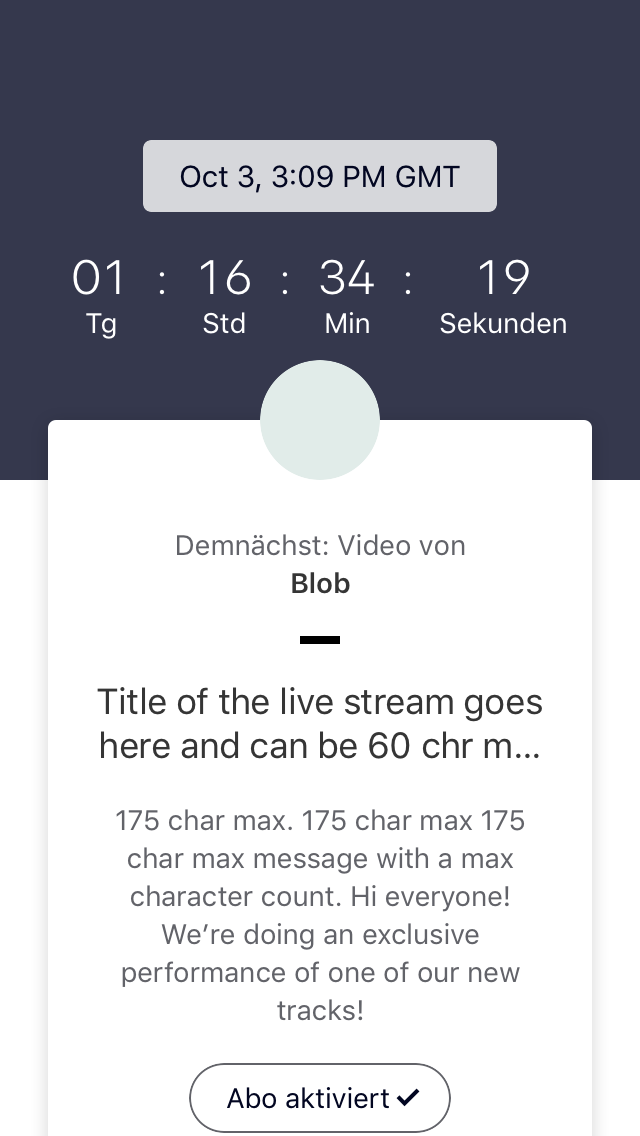 Oct 3, 3:09 PM GMT
01 : 16 : 34 : 19
Tg Std Min Sekunden
Demnächst: Video von
Blob
Title of the live stream goes
here and can be 60 chr m...
175 char max. 175 char max 175
char max message with a max
character count. Hi everyone!
We’re doing an exclusive
performance of one of our new
tracks!
Abo aktiviert ✓